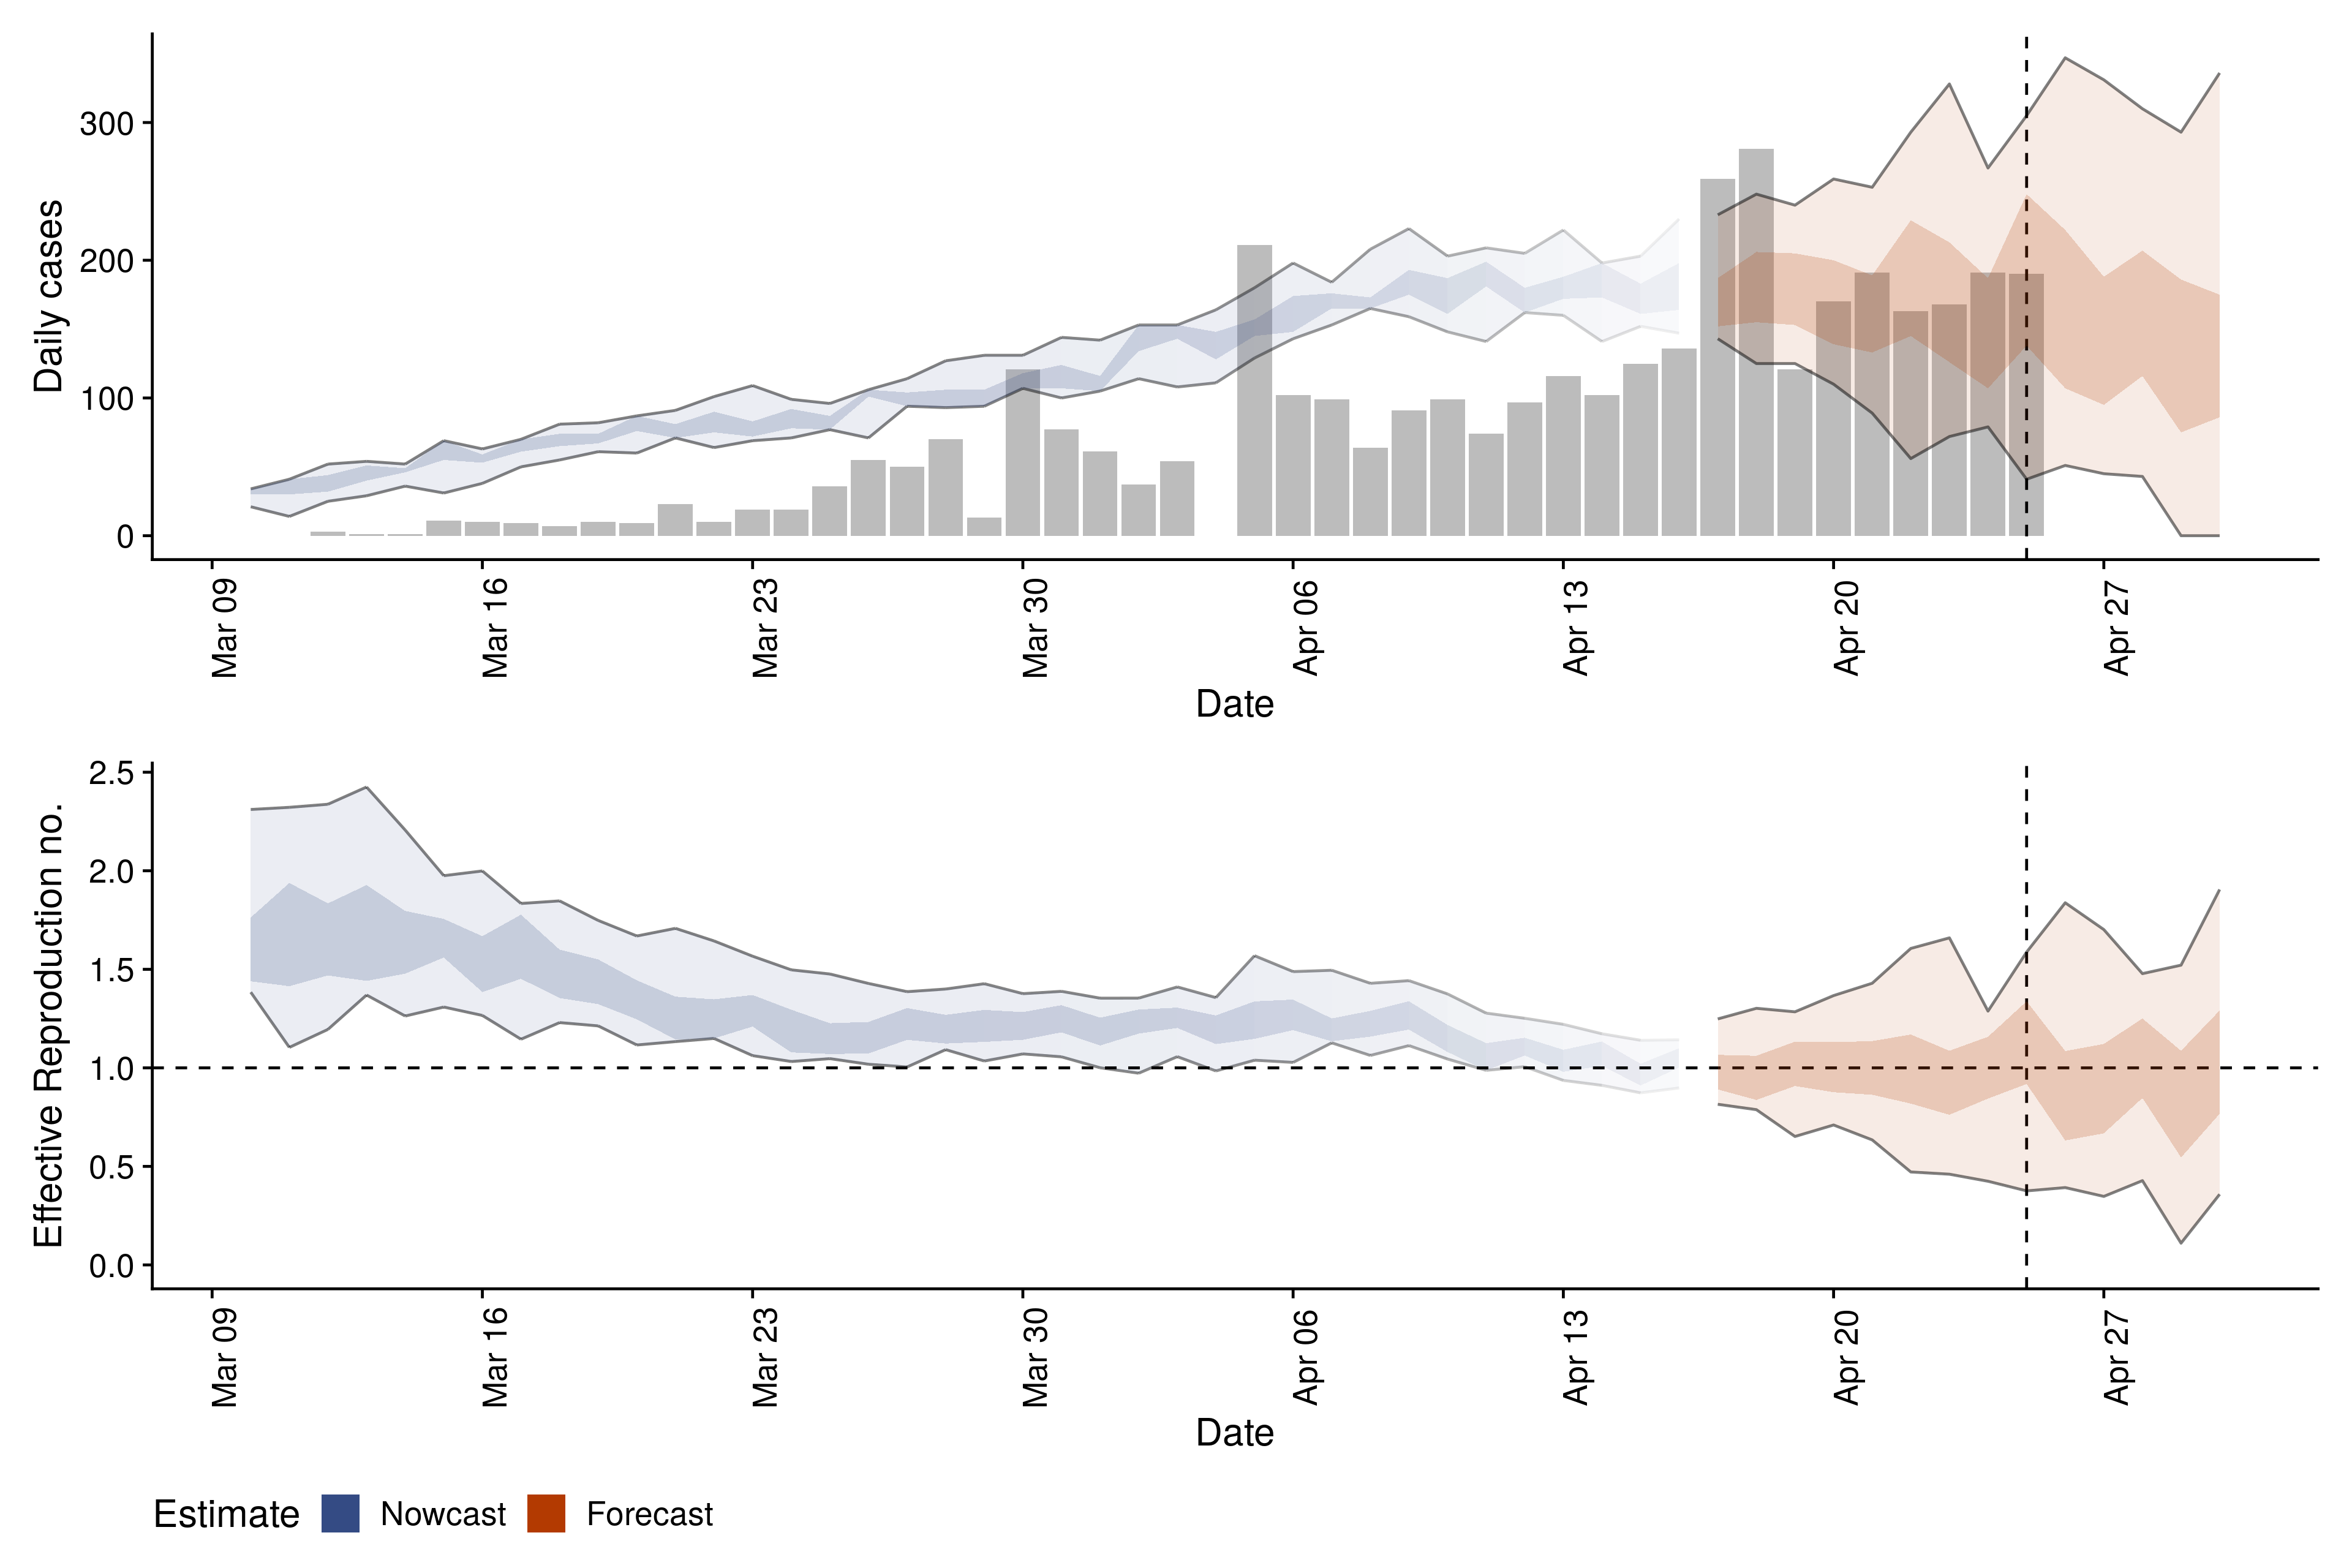 Daily cases
300
200
100
0
Mar 09
Mar 16
Mar 23
Mar 30
Apr 06
Apr 13
Apr 20
Apr 27
Date
Effective Reproduction no.
2.5
2.0
1.5
1.0
0.5
0.0
Mar 09
Mar 16
Mar 23
Mar 30
Apr 06
Apr 13
Apr 20
Apr 27
Date
Estimate Nowcast Forecast